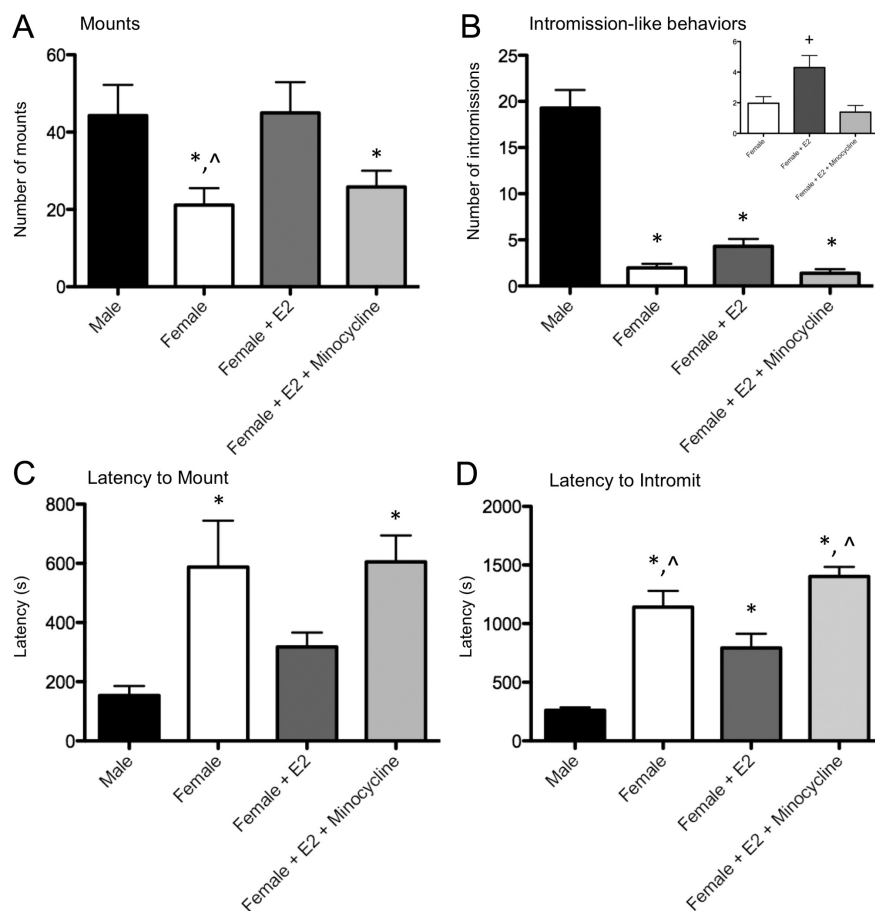 A
Mounts
Number of mounts
60
40
20
0
*,^
*
Male
Female
Female + E2
Female + E2 + Minocycline
B
Intromission-like behaviors
Number of intromissions
25
20
15
10
5
0
*
*
*
Male
Female
Female + E2
Female + E2 + Minocycline
6
4
2
0
+
Female
Female + E2
Female + E2 + Minocycline
C
Latency to Mount
Latency (s)
800
600
400
200
0
*
*
Male
Female
Female + E2
Female + E2 + Minocycline
D
Latency to Intromit
Latency (s)
2000
1500
1000
500
0
*,^
*
*, ^
Male
Female
Female + E2
Female + E2 + Minocycline